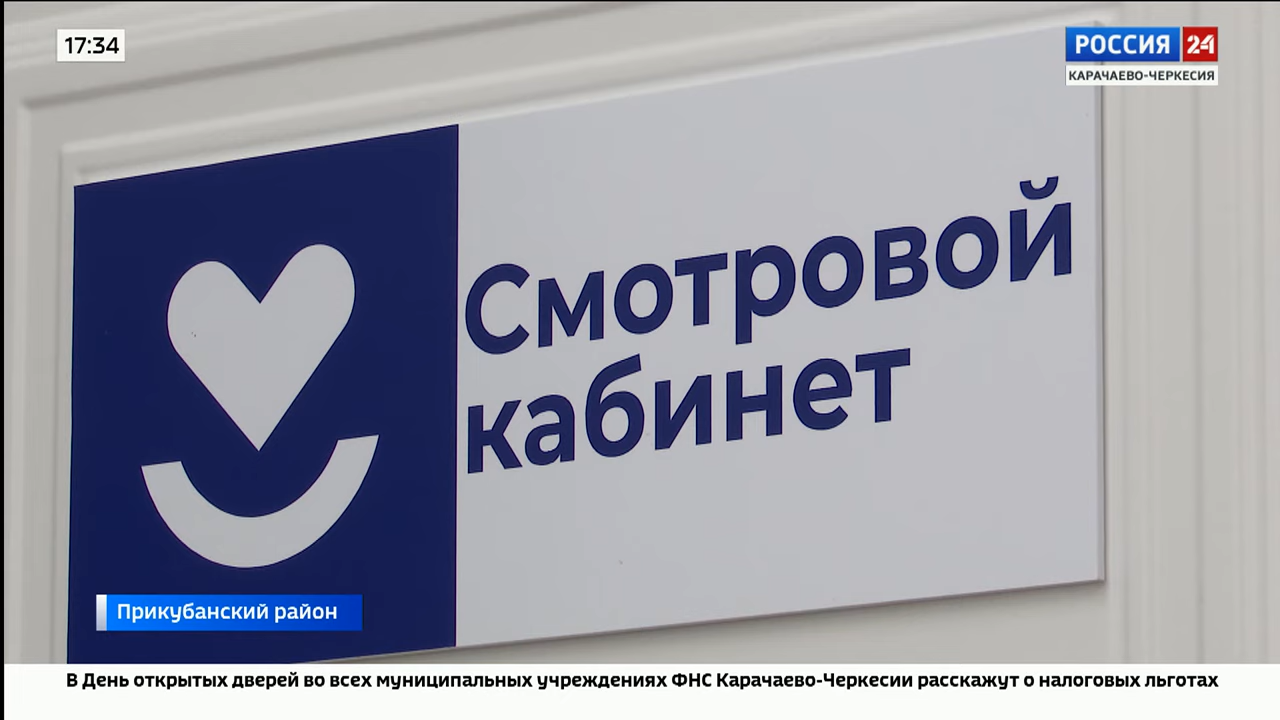 17:34
РОССИЯ 24
КАРАЧАЕВО-ЧЕРКЕСИЯ
Смотровой
кабинет
Прикубанский район
В День открытых дверей во всех муниципальных учреждениях ФНС Карачаево-Черкесии расскажут о налоговых льготах